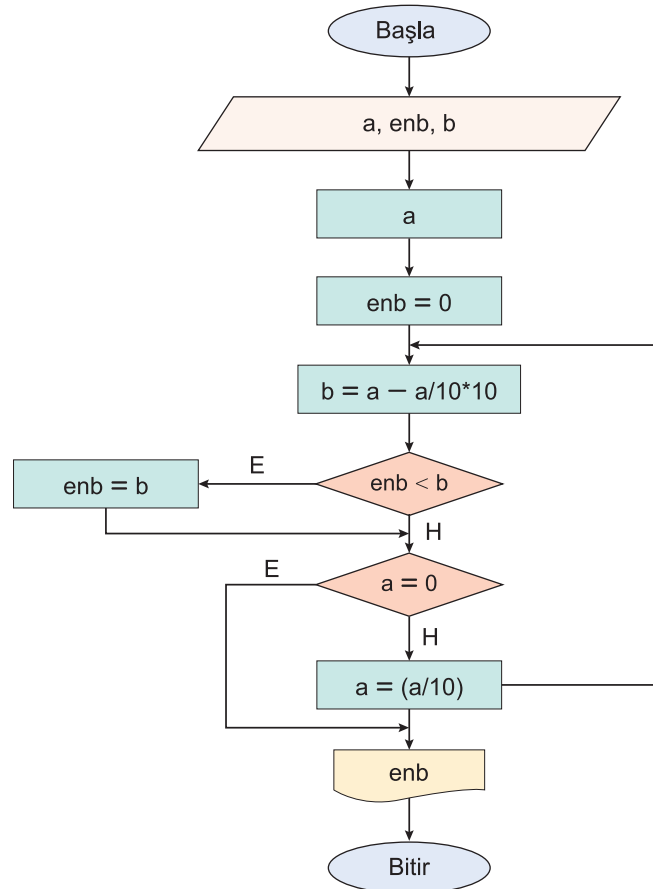 Başla
a, enb, b
a
enb = 0
b = a − a/10*10
enb < b
E
enb = b
H
E
a = 0
H
a = (a/10)
enb
Bitir